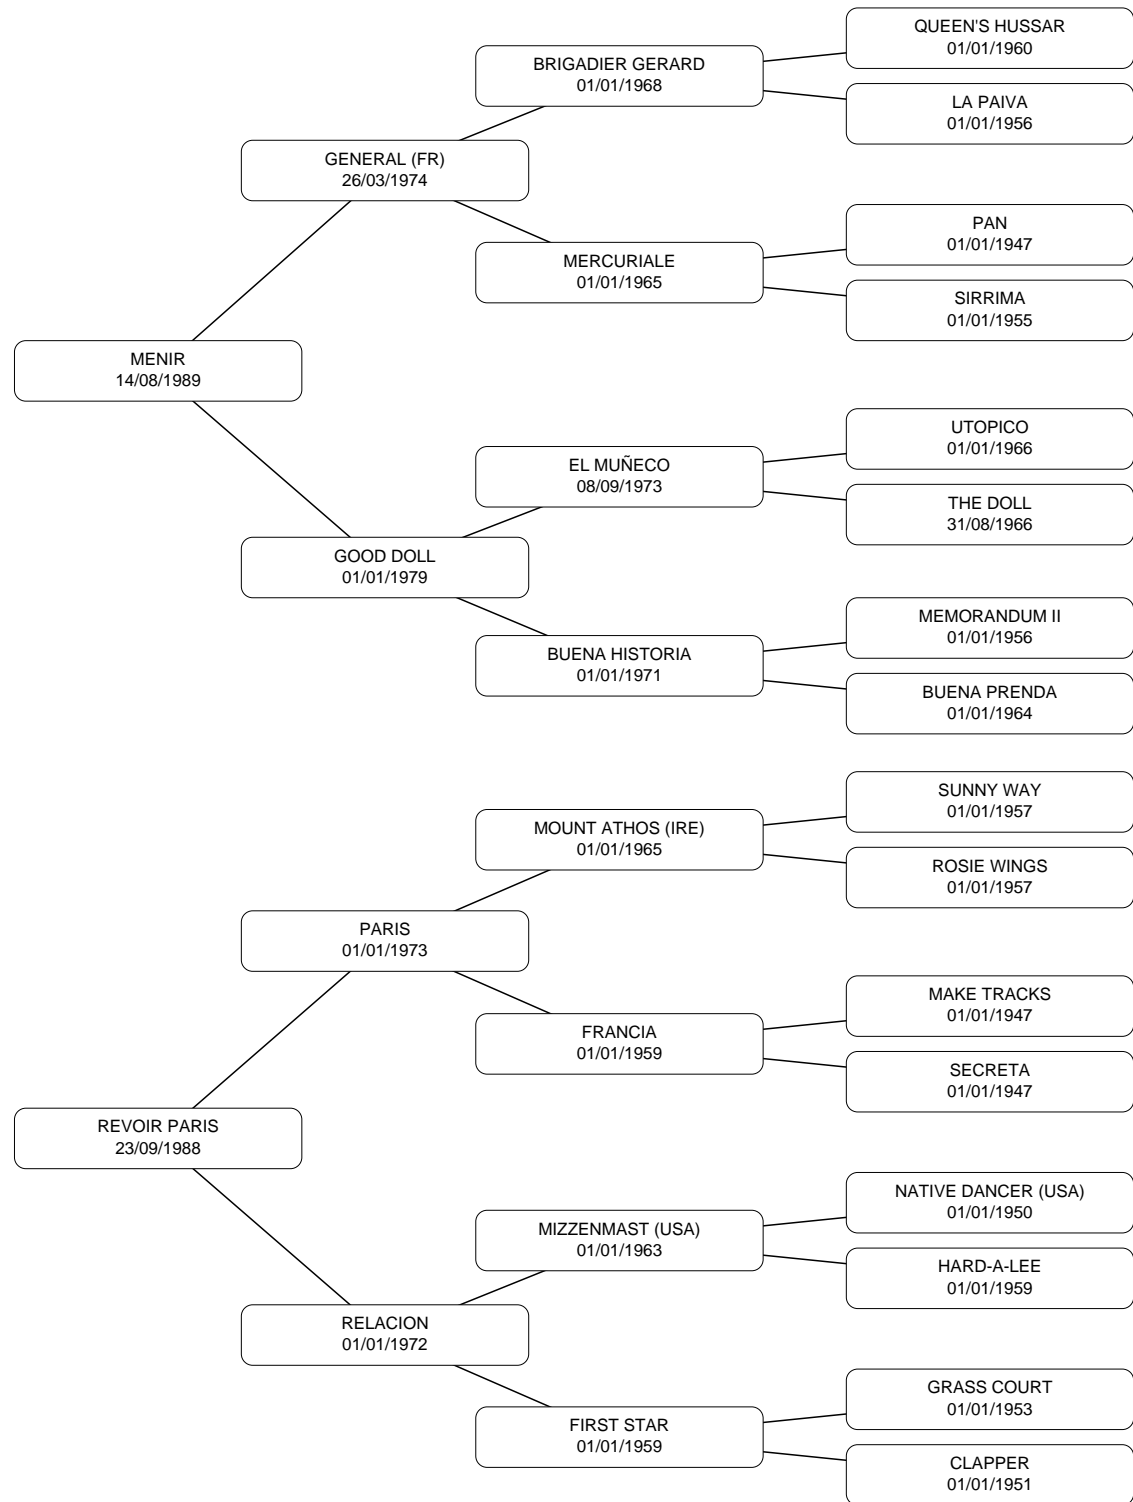 QUEEN'S HUSSAR
01/01/1960
BRIGADIER GERARD
01/01/1968
LA PAIVA
01/01/1956
GENERAL (FR)
26/03/1974
PAN
01/01/1947
MERCURIALE
01/01/1965
SIRRIMA
01/01/1955
MENIR
14/08/1989
UTOPICO
01/01/1966
EL MUÑECO
08/09/1973
THE DOLL
31/08/1966
GOOD DOLL
01/01/1979
MEMORANDUM II
01/01/1956
BUENA HISTORIA
01/01/1971
BUENA PRENDA
01/01/1964
SUNNY WAY
01/01/1957
MOUNT ATHOS (IRE)
01/01/1965
ROSIE WINGS
01/01/1957
PARIS
01/01/1973
MAKE TRACKS
01/01/1947
FRANCIA
01/01/1959
SECRETA
01/01/1947
REVOIR PARIS
23/09/1988
NATIVE DANCER (USA)
01/01/1950
MIZZENMAST (USA)
01/01/1963
HARD-A-LEE
01/01/1959
RELACION
01/01/1972
GRASS COURT
01/01/1953
FIRST STAR
01/01/1959
CLAPPER
01/01/1951